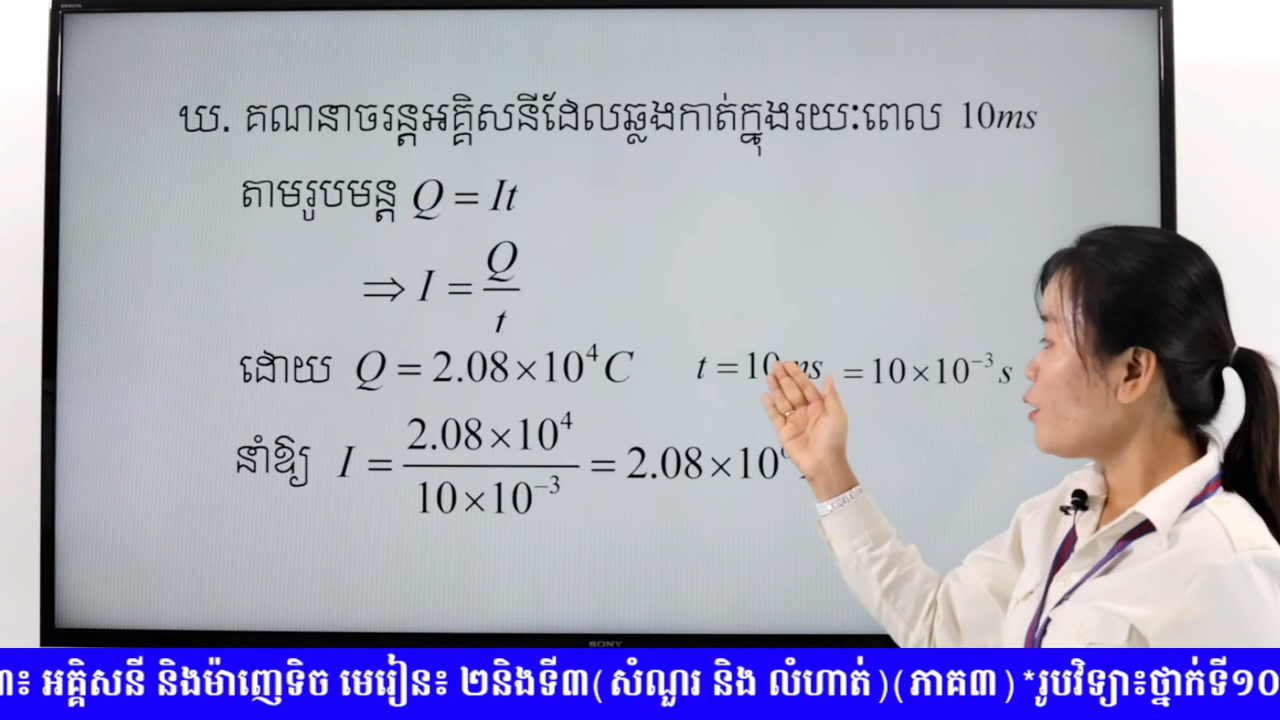 BRAVIA
ឃ. គណនាចរន្តអគ្គិសនីដែលឆ្លងកាត់ក្នុងរយៈពេល 10ms
តាមរូបមន្ត Q = It
⇒ I = Q/t
ដោយ Q = 2.08×10⁴C t = 10ms = 10×10⁻³s
នាំឱ្យ I = 2.08×10⁴/10×10⁻³ = 2.08×10
SONY
៖ អគ្គិសនី និងម៉ាញេទិច មេរៀន៖ ២និងទី៣(សំណួរ និង លំហាត់)(ភាគ៣)*រូបវិទ្យា៖ថ្នាក់ទី១០